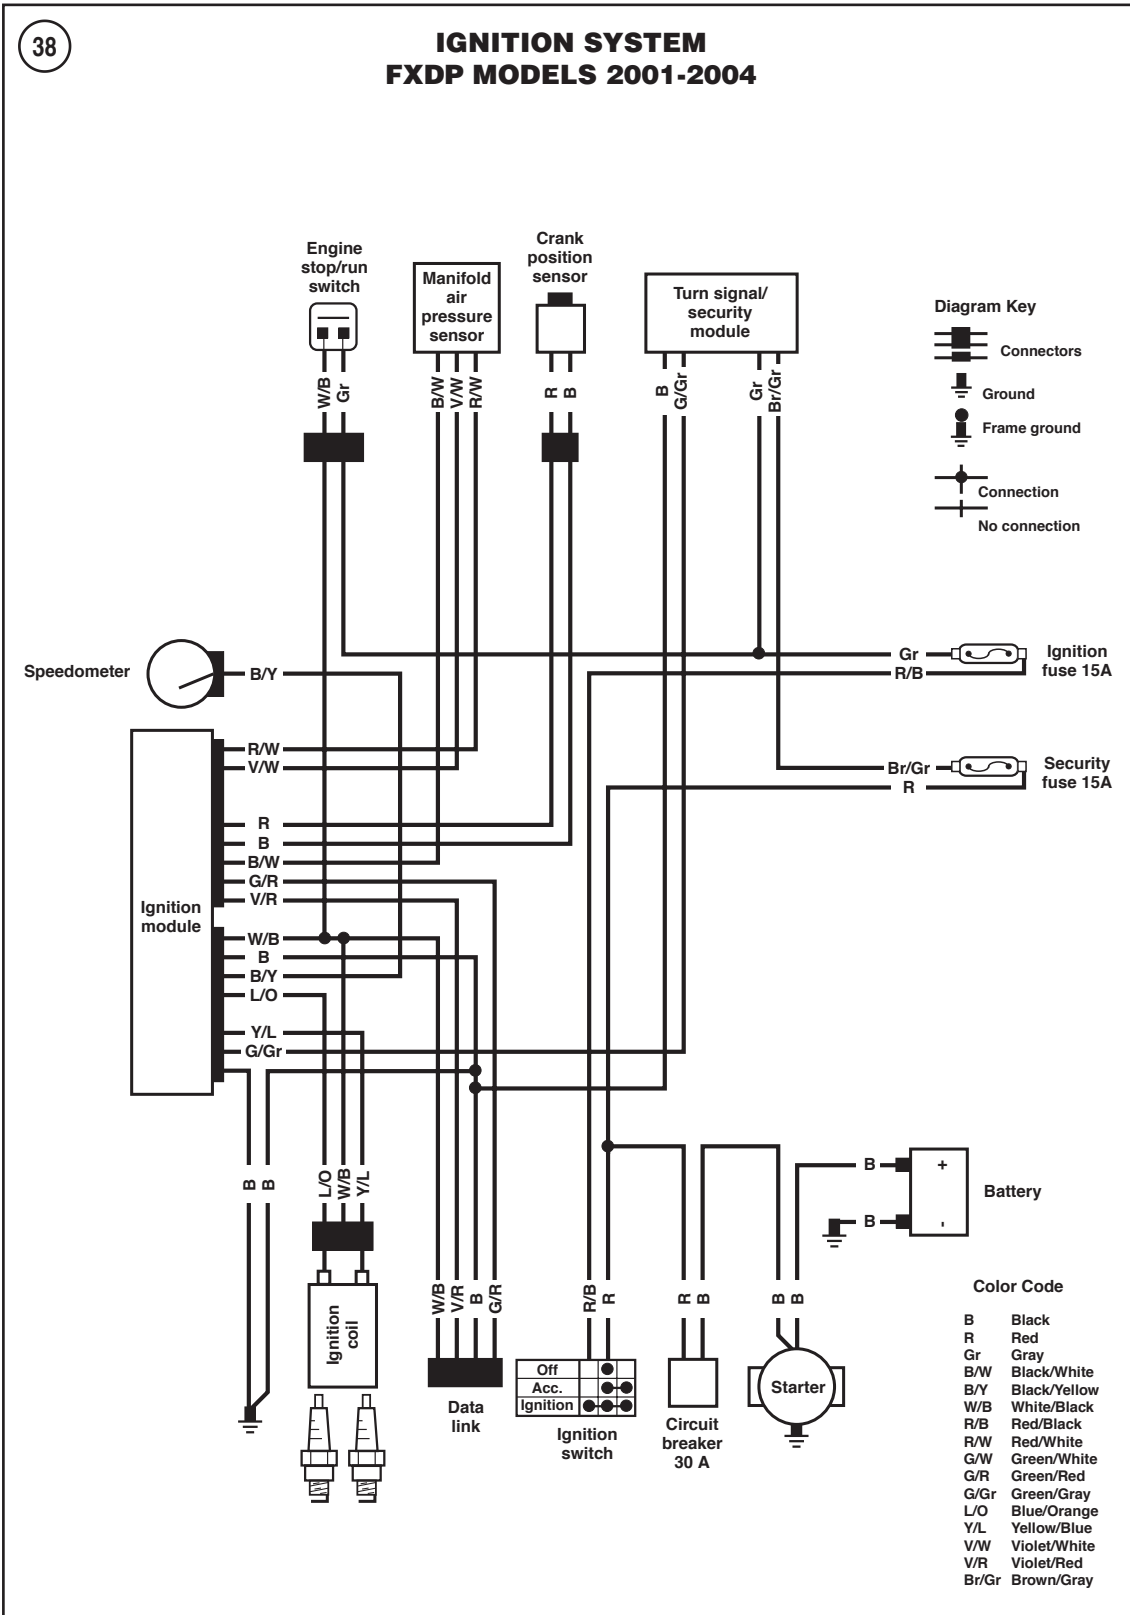 38
IGNITION SYSTEM
FXDP MODELS 2001-2004
Engine
stop/run
switch
Manifold
air
pressure
sensor
Crank
position
sensor
Turn signal/
security
module
Diagram Key
Connectors
Ground
Frame ground
Connection
No connection
W/B
Gr
B/W
V/W
R/W
R
B
B
G/Gr
Gr
Br/Gr
Speedometer
B/Y
Gr
R/B
Ignition
fuse 15A
Br/Gr
R
Security
fuse 15A
Ignition
module
R/W
V/W
R
B
B/W
G/R
V/R
W/B
B
B/Y
L/O
Y/L
G/Gr
B
B
L/O
W/B
Y/L
B
B
+
-
Battery
W/B
V/R
B
G/R
R/B
R
R
B
B
B
Ignition
coil
Data
link
Off
Acc.
Ignition
Ignition
switch
Circuit
breaker
30 A
Starter
Color Code
B Black
R Red
Gr Gray
B/W Black/White
B/Y Black/Yellow
W/B White/Black
R/B Red/Black
R/W Red/White
G/W Green/White
G/R Green/Red
G/Gr Green/Gray
L/O Blue/Orange
Y/L Yellow/Blue
V/W Violet/White
V/R Violet/Red
Br/Gr Brown/Gray